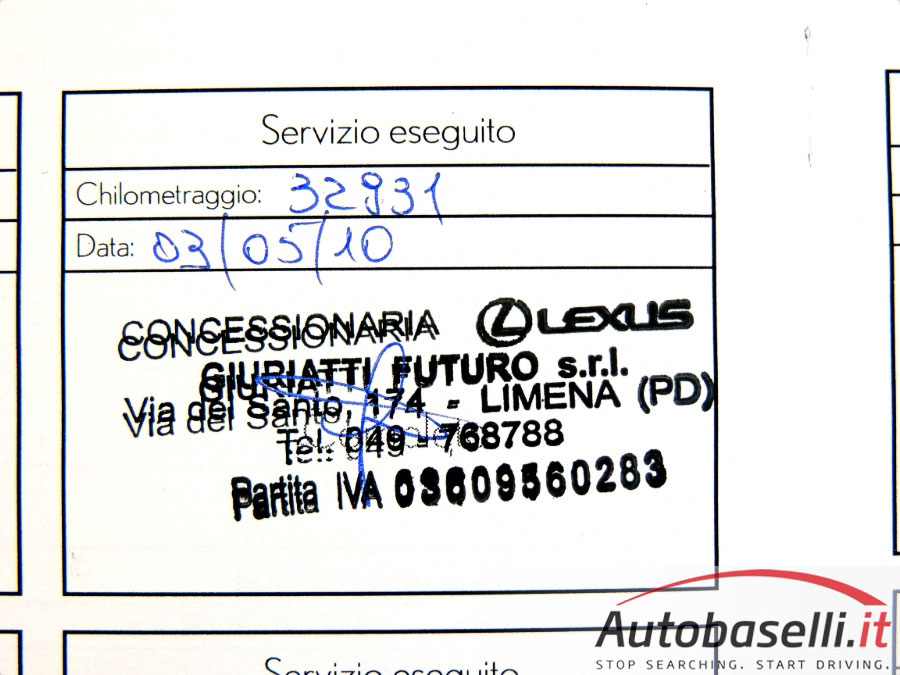 Servizio eseguito
Chilometraggio: 32931
Data: 03/05/10
CONCESSIONARIA LEXUS
GIURIATTI FUTURO s.r.l.
Via del Santo, 174 - LIMENA (PD)
Tel. 049 - 768788
Partita IVA 03609560283
Servizio eseguito
Autobaselli.it
STOP SEARCHING. START DRIVING.